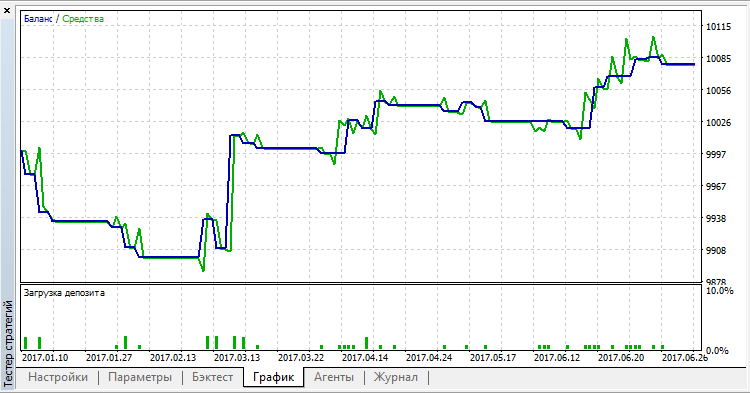 Баланс / Средства
10115
10085
10056
10026
9997
9967
9938
9908
9878
Загрузка депозита
10.0%
0.0%
2017.01.10 2017.01.27 2017.02.13 2017.03.13 2017.03.22 2017.04.14 2017.04.24 2017.05.17 2017.06.12 2017.06.20 2017.06.26
Тестер стратегий
Настройки | Параметры | Бэктест | График | Агенты | Журнал |